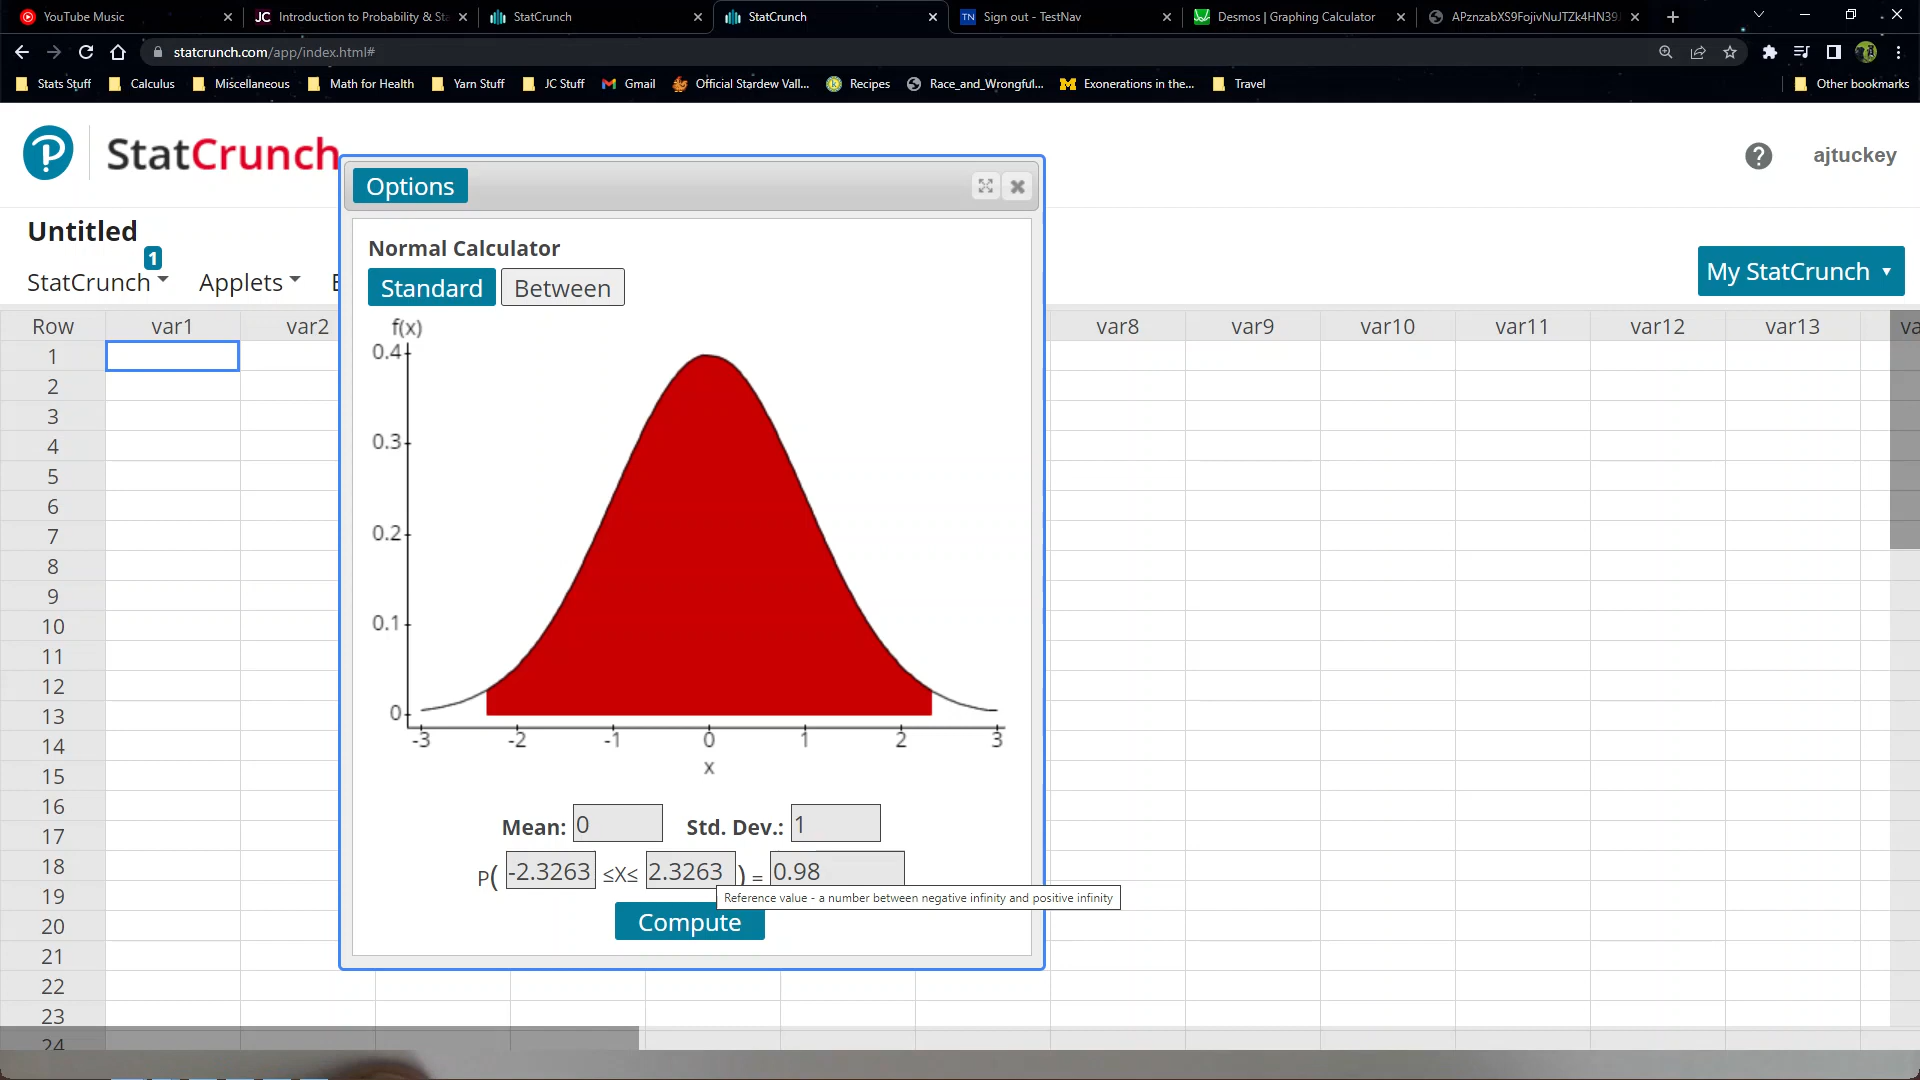 YouTube Music
Introduction to Probability & Sta
StatCrunch
StatCrunch
Sign out - TestNav
Desmos | Graphing Calculator
APznzabXS9FojivNuJTZk4HN39
statcrunch.com/app/index.html#
Stats Stuff
Calculus
Miscellaneous
Math for Health
Yarn Stuff
JC Stuff
Gmail
Official Stardew Vall...
Recipes
Race_and_Wrongful...
Exonerations in the...
Travel
Other bookmarks
StatCrunch
ajtuckey
Options
Untitled
1
StatCrunch
Applets
My StatCrunch
Normal Calculator
Standard
Between
Row
var1
var2
var8
var9
var10
var11
var12
var13
va
1
2
3
4
5
6
7
8
9
10
11
12
13
14
15
16
17
18
19
20
21
22
23
24
f(x)
0.4
0.3
0.2
0.1
0
-3 -2 -1 0 1 2 3
x
Mean: 0 Std. Dev.: 1
P( -2.3263 ≤X≤ 2.3263 ) = 0.98
Reference value - a number between negative infinity and positive infinity
Compute